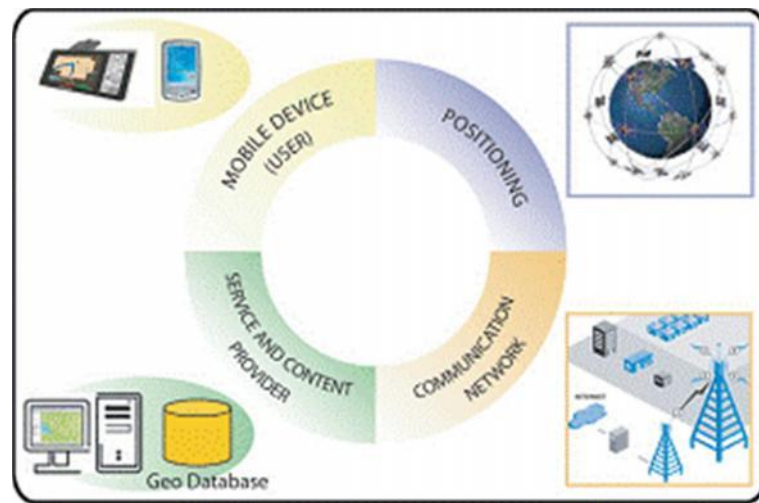 MOBILE DEVICE
(USER)
POSITIONING
SERVICE AND CONTENT
PROVIDER
COMMUNICATION
NETWORK
INTERNET
Geo Database